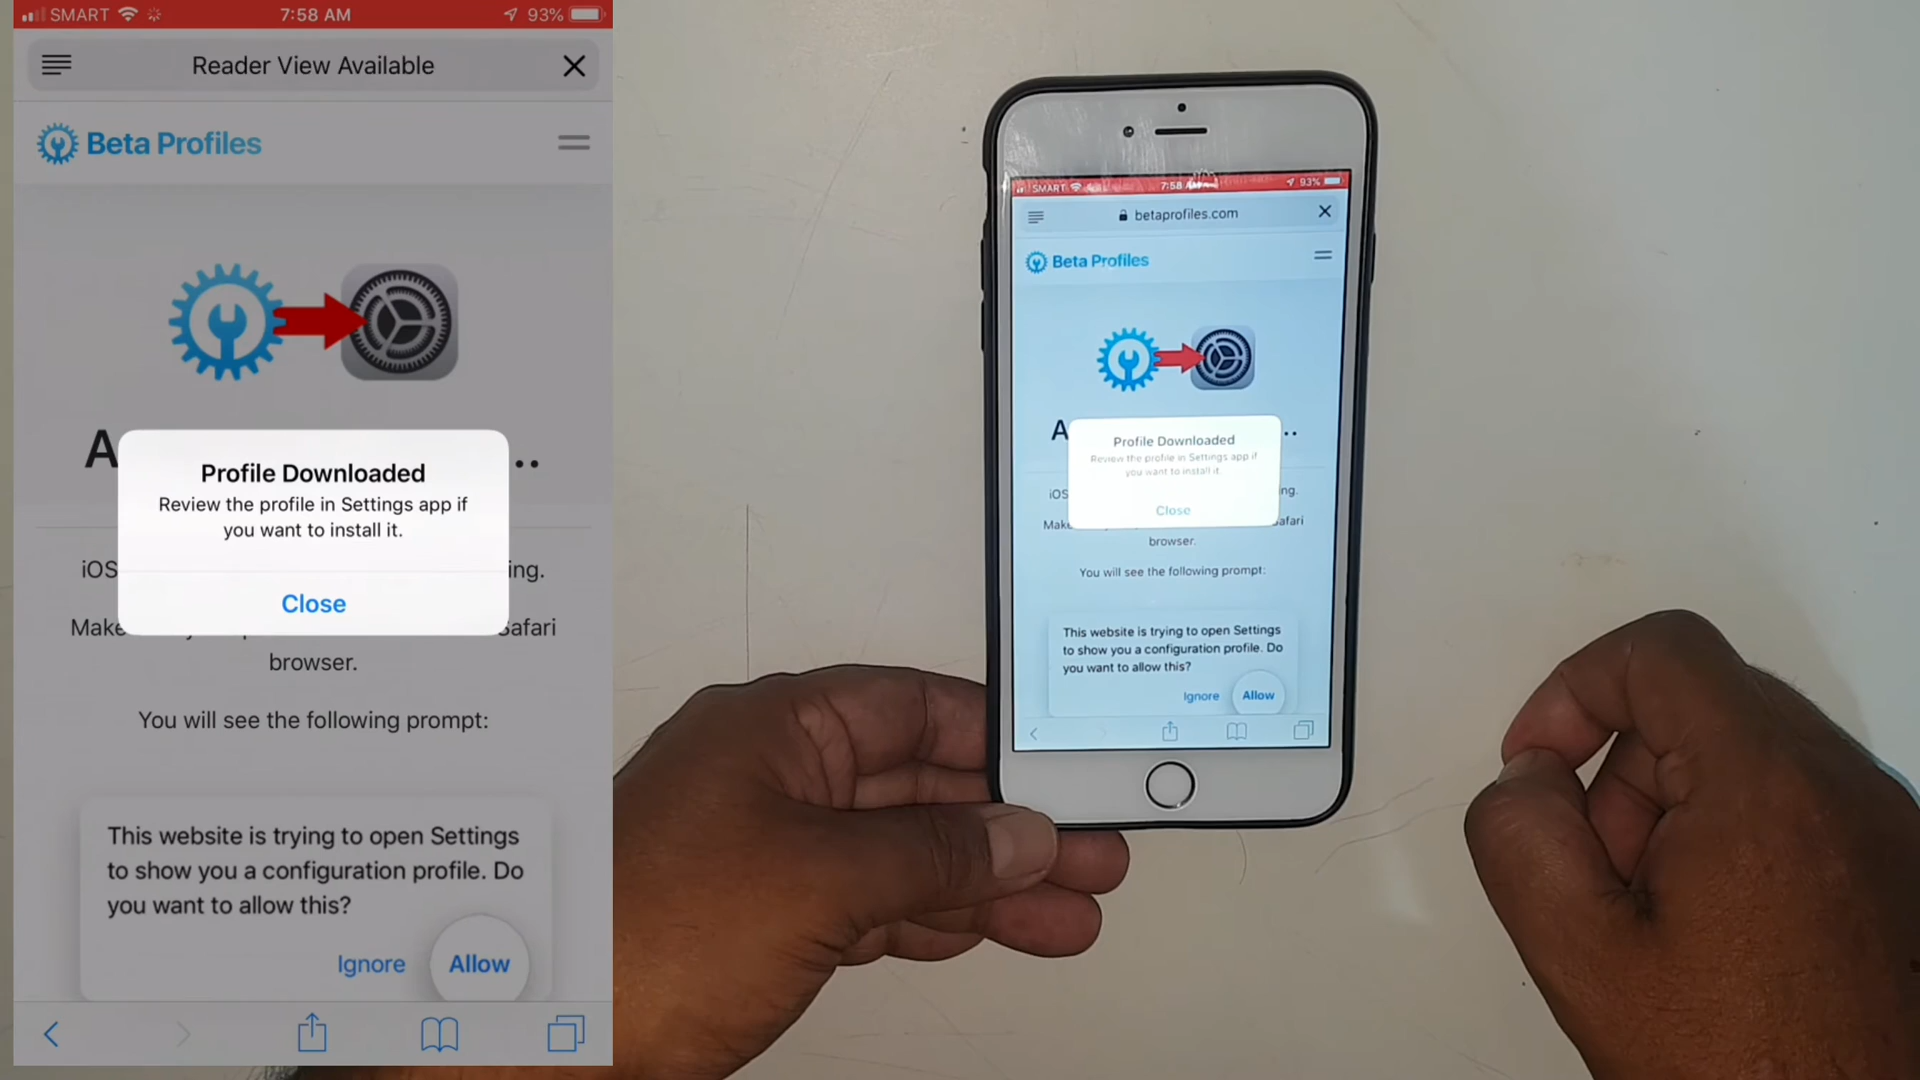 SMART 7:58 AM 93%
Reader View Available
Beta Profiles
A ..
Profile Downloaded
Review the profile in Settings app if
you want to install it.
Close
iOS ing.
Make Safari
browser.
You will see the following prompt:
This website is trying to open Settings
to show you a configuration profile. Do
you want to allow this?
Ignore Allow
SMART 7:58 93%
betaprofiles.com
Beta Profiles
A ..
Profile Downloaded
Review the profile in Settings app if
you want to install it.
Close
iOS ng.
Make Safari
browser.
You will see the following prompt:
This website is trying to open Settings
to show you a configuration profile. Do
you want to allow this?
Ignore Allow